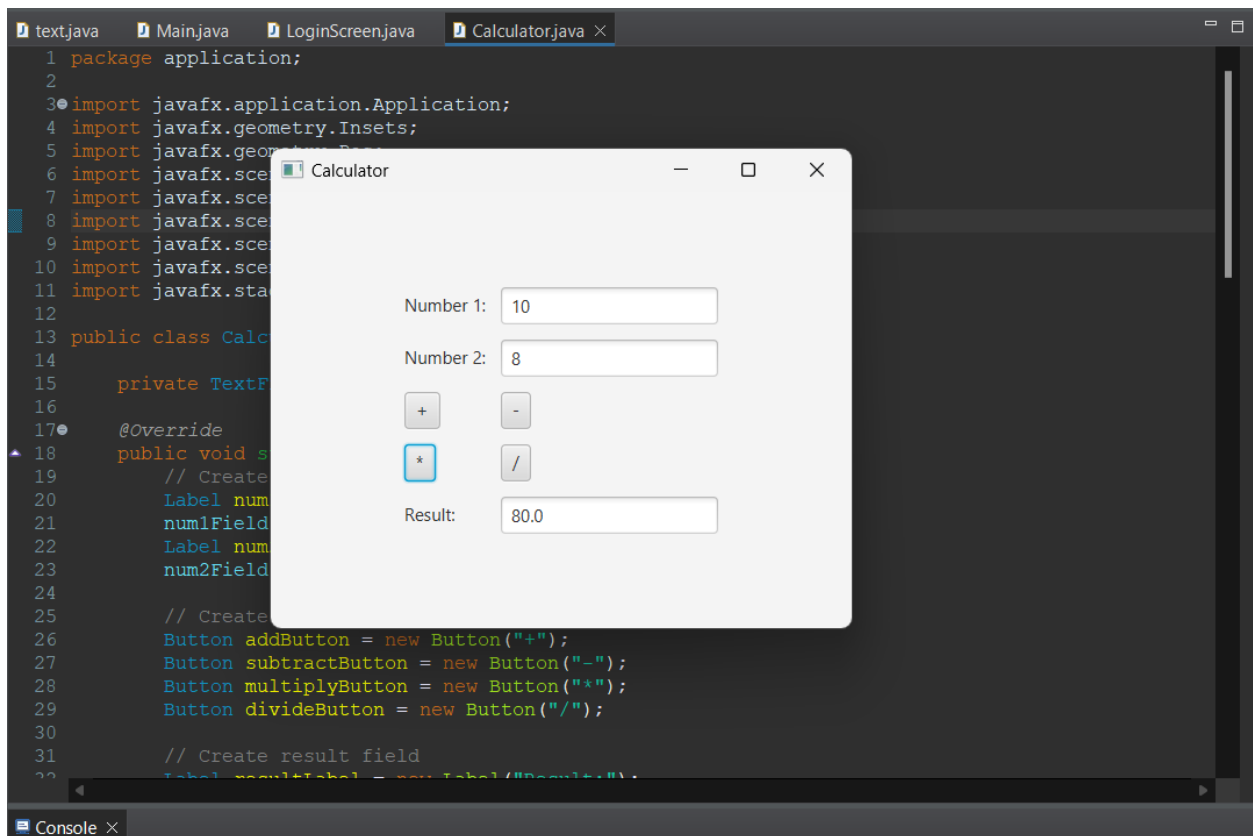 text.java Main.java LoginScreen.java Calculator.java
1 package application;
2
3 import javafx.application.Application;
4 import javafx.geometry.Insets;
5 import javafx.geom
6 import javafx.sce
7 import javafx.sce
8 import javafx.sce
9 import javafx.sce
10 import javafx.sce
11 import javafx.sta
12
13 public class Calc
14
15 private TextF
16
17 @Override
18 public void s
19 // Create
20 Label num
21 num1Field
22 Label num
23 num2Field
24
25 // Create
26 Button addButton = new Button("+");
27 Button subtractButton = new Button("-");
28 Button multiplyButton = new Button("*");
29 Button divideButton = new Button("/");
30
31 // Create result field
32 Label resultLabel = new Label("Result:");
Calculator
Number 1: 10
Number 2: 8
+ -
* /
Result: 80.0
Console